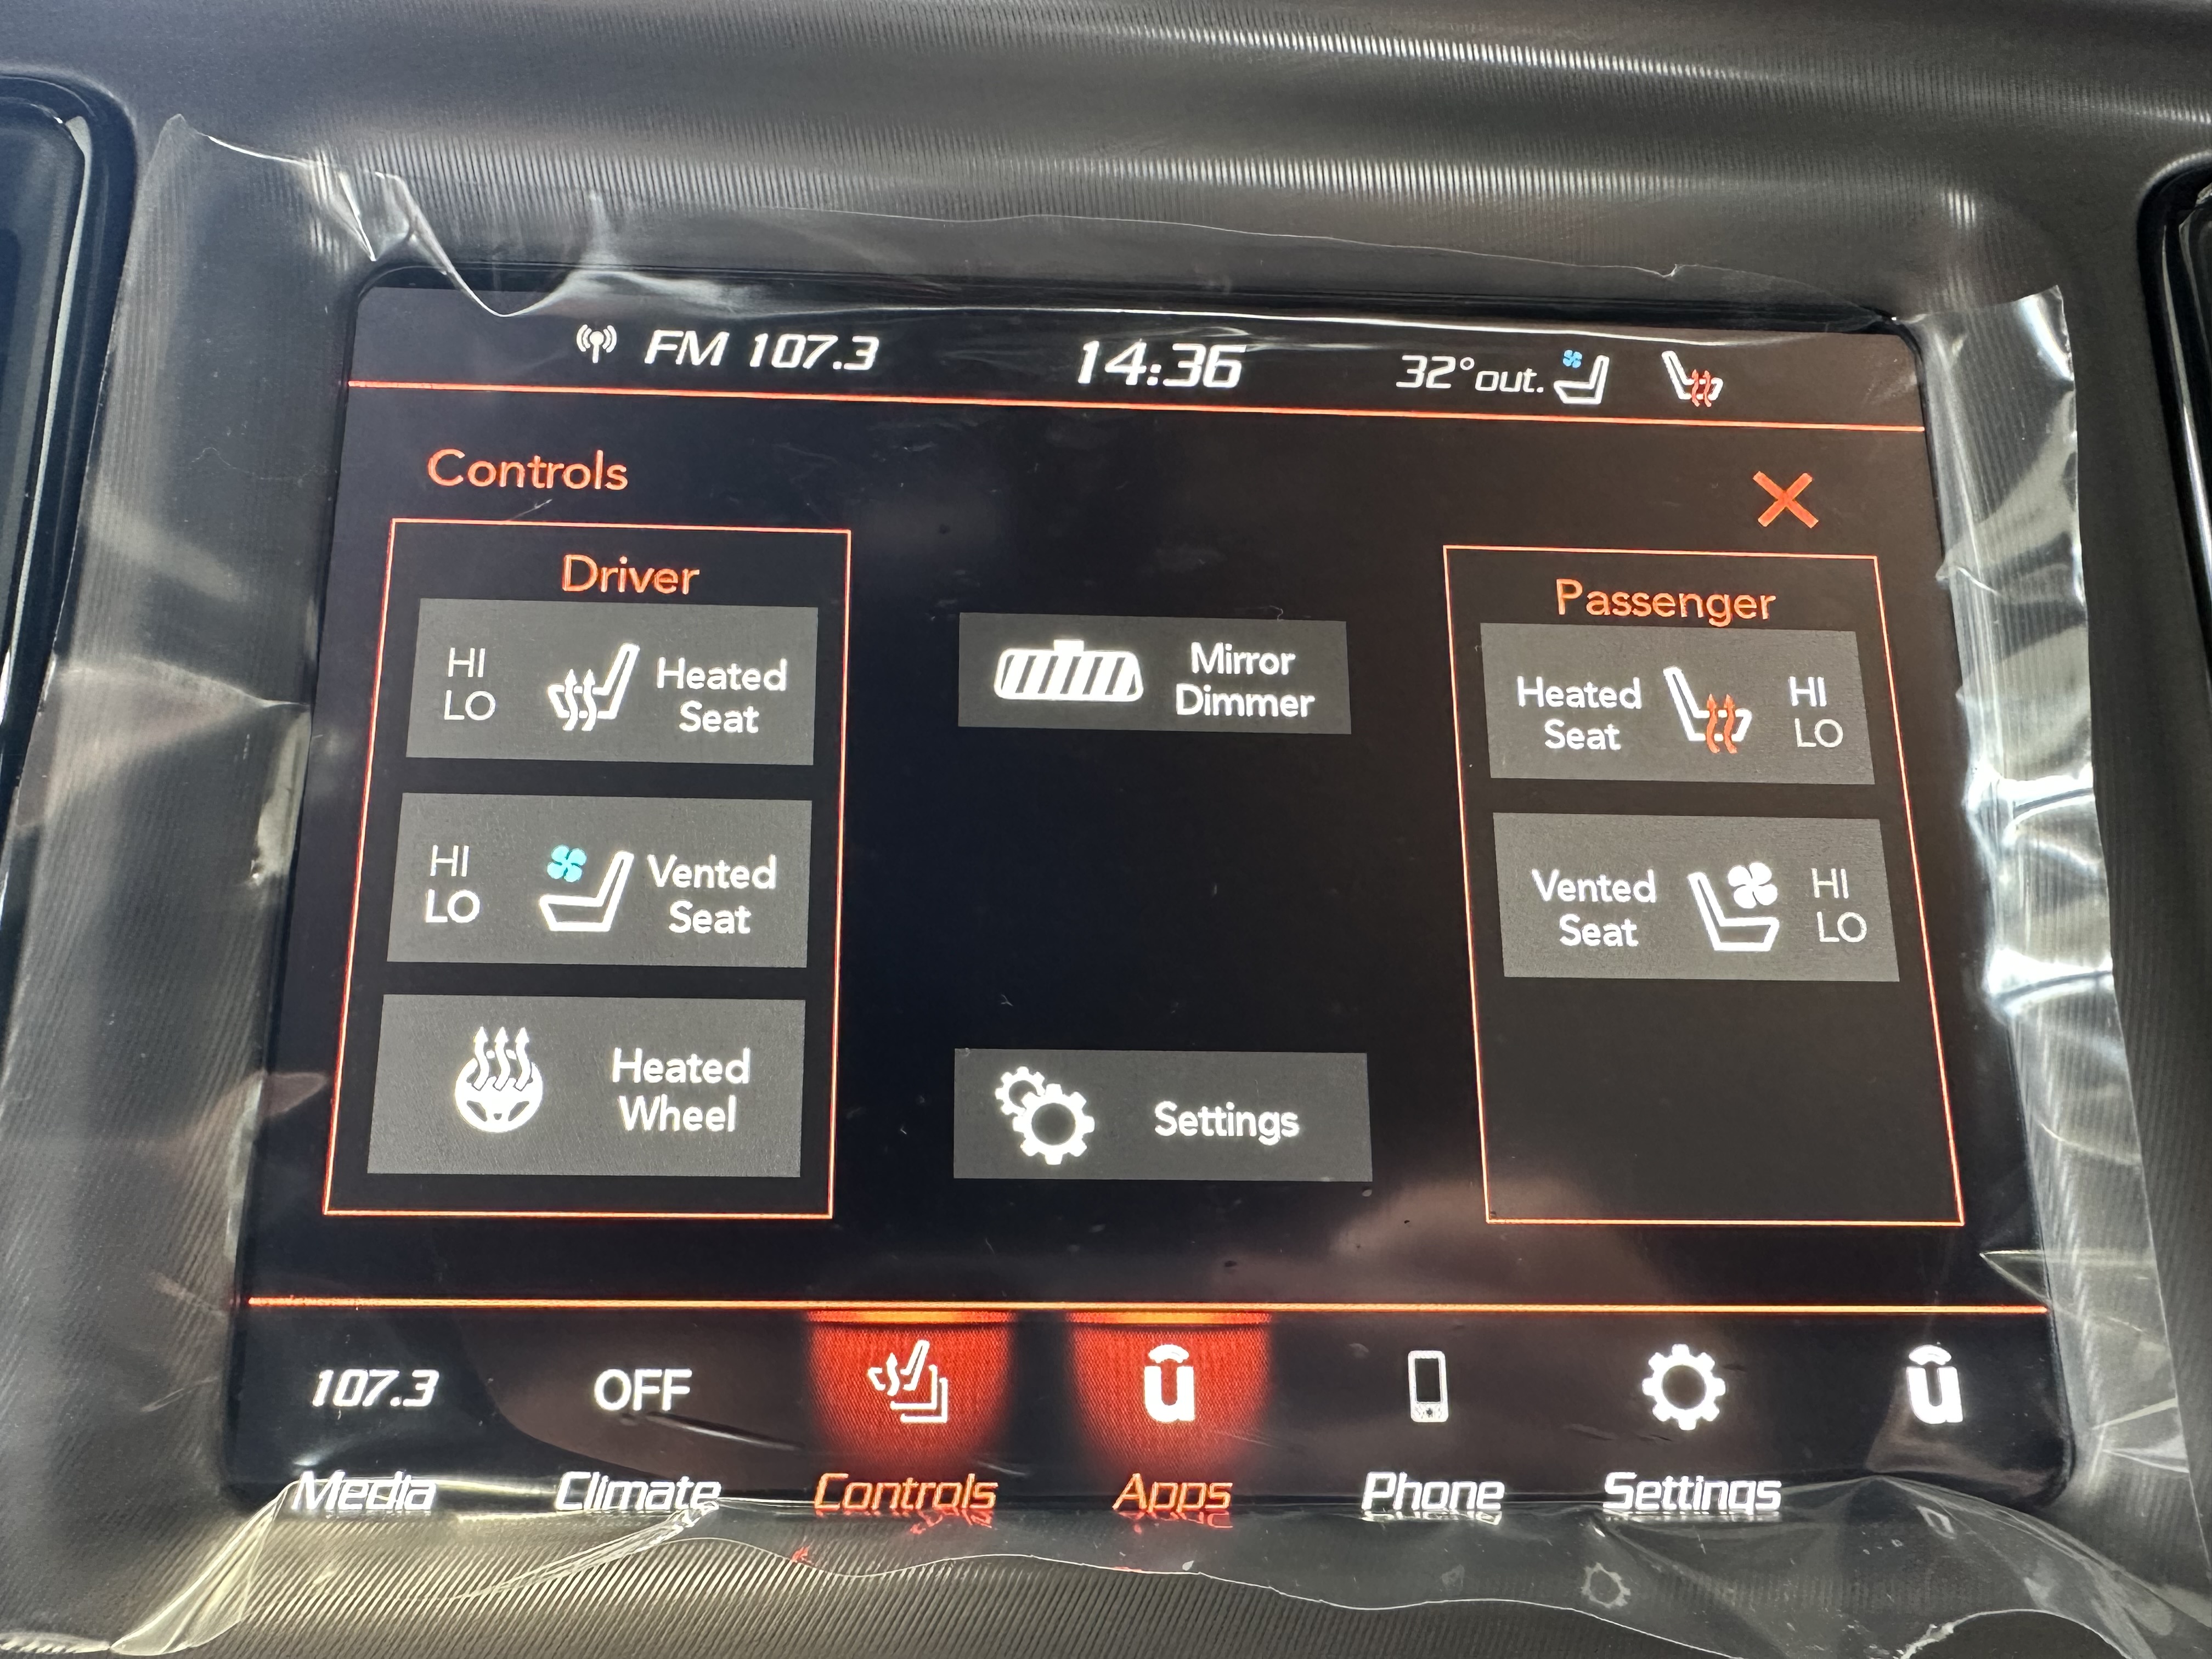 FM 107.3
14:36
32°out.
Controls
Driver
HI
LO
Heated
Seat
HI
LO
Vented
Seat
Heated
Wheel
Mirror
Dimmer
Settings
Passenger
Heated
Seat
HI
LO
Vented
Seat
HI
LO
107.3
OFF
u
u
Media
Climate
Controls
Apps
Phone
Settings